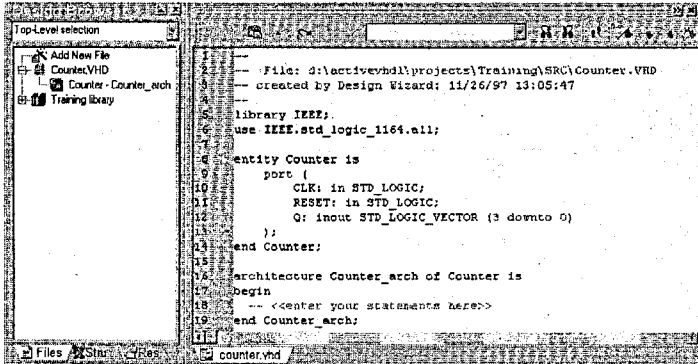 Top-Level selection
Add New File
Counter.VHD
Counter - Counter_arch
Training library
Files
Stru
Res
1 --
2 -- File: d:\activevhdl\projects\Training\SRC\Counter.VHD
3 -- created by Design Wizard: 11/26/97 13:05:47
4 --
5 library IEEE;
6 use IEEE.std_logic_1164.all;
7
8 entity Counter is
9 port (
10 CLK: in STD_LOGIC;
11 RESET: in STD_LOGIC;
12 Q: inout STD_LOGIC_VECTOR (3 downto 0)
13 );
14 end Counter;
15
16 architecture Counter_arch of Counter is
17 begin
18 -- <<enter your statements here>>
19 end Counter_arch;
counter.vhd